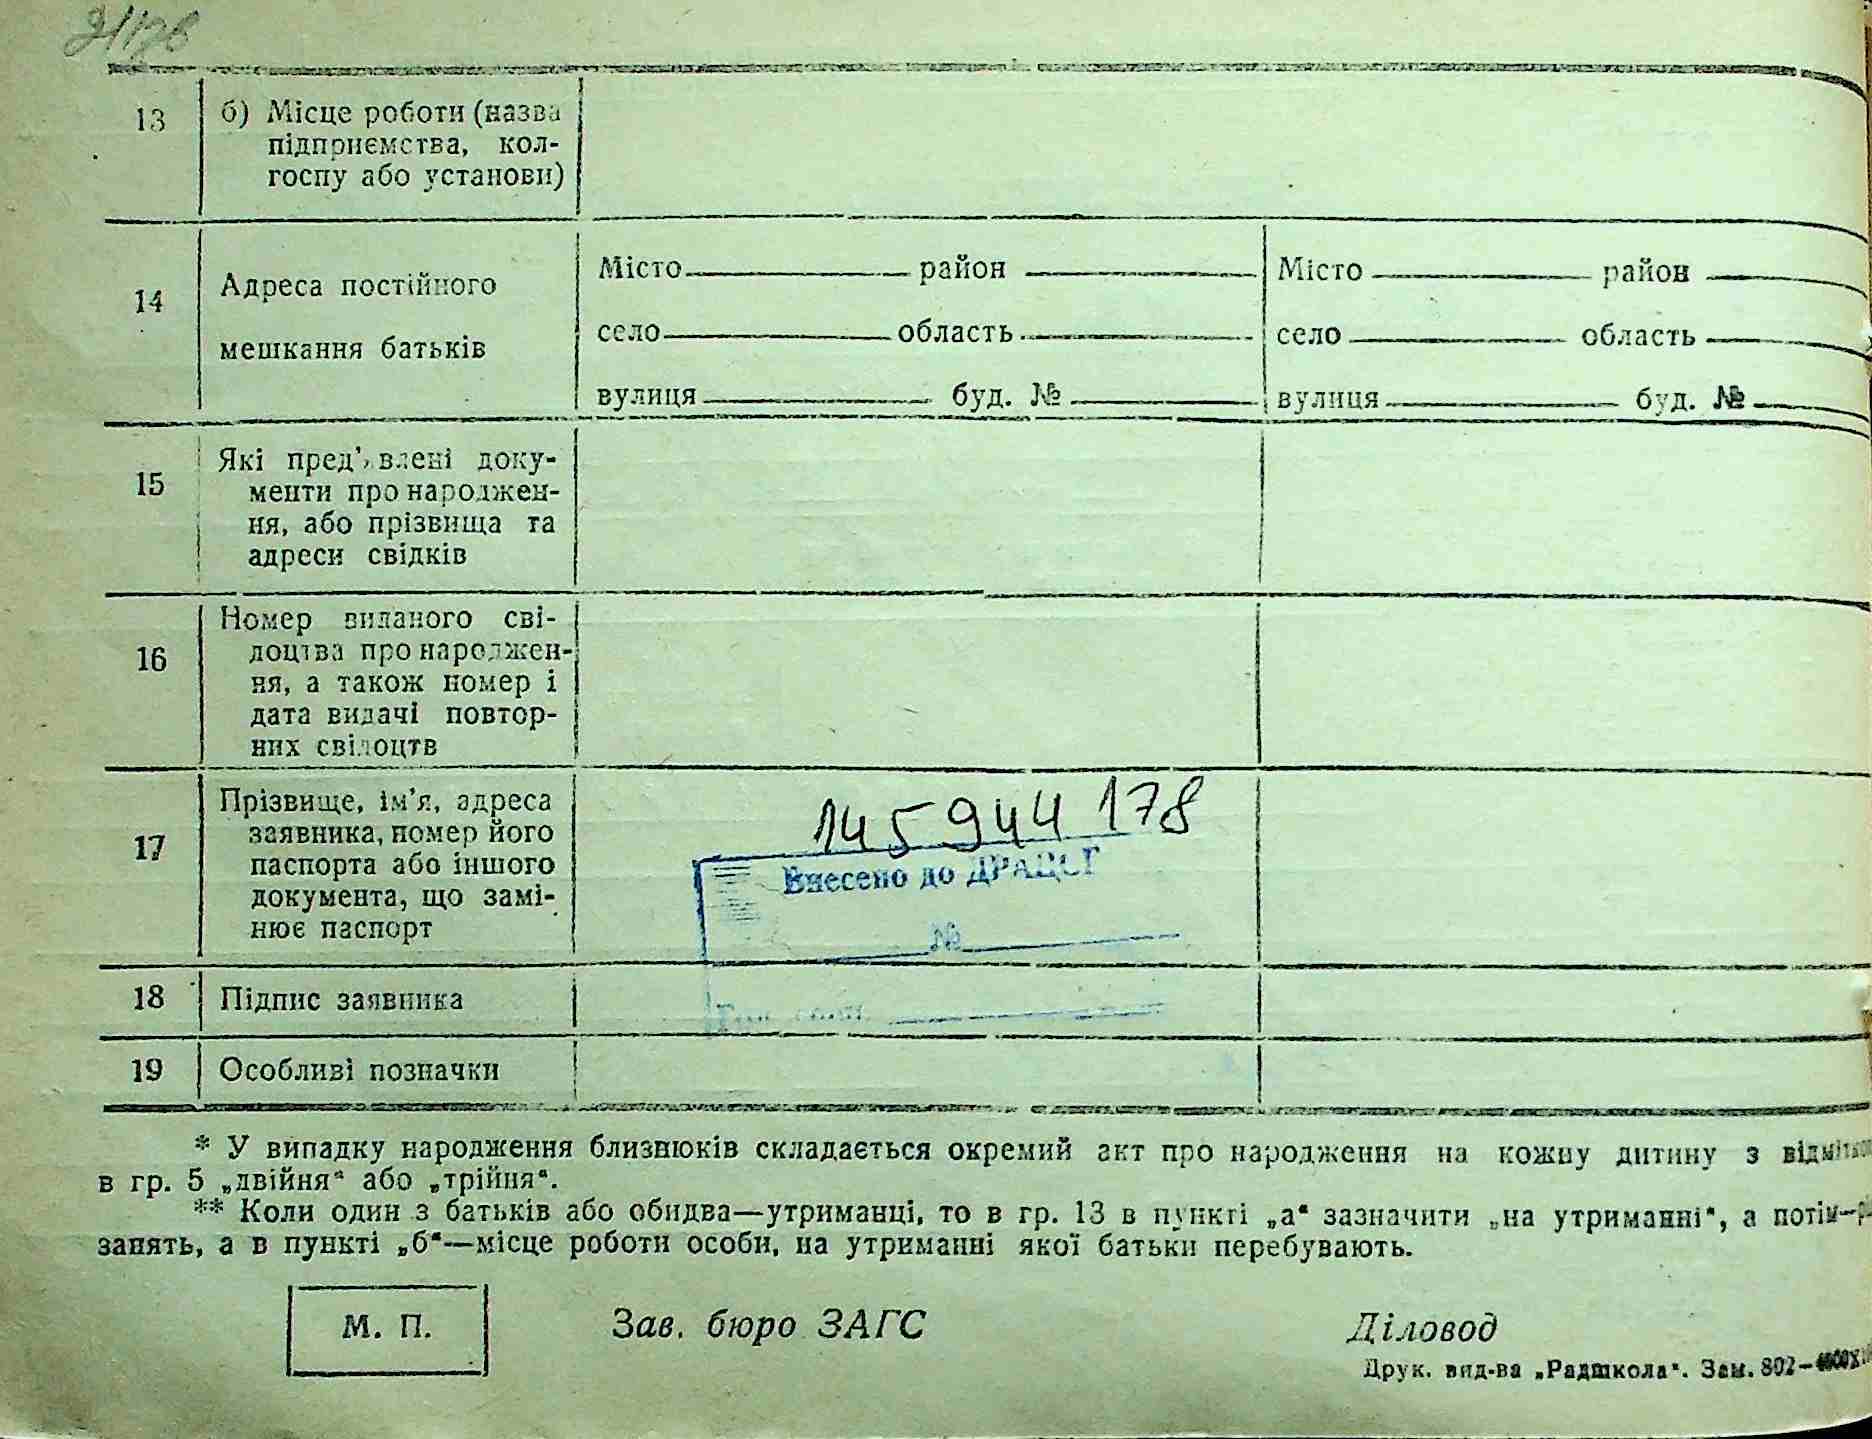 13 б) Місце роботи (назва
підприємства, кол-
госпу або установи)
14 Адреса постійного
мешкання батьків
Місто район
село область
вулиця буд. №
Місто район
село область
вулиця буд. №
15 Які пред'явлені доку-
менти про народжен-
ня, або прізвища та
адреси свідків
16 Номер виданого сві-
доцтва про народжен-
ня, а також номер і
дата видачі повтор-
них свідоцтв
17 Прізвище, ім'я, адреса
заявника, номер його
паспорта або іншого
документа, що замі-
нює паспорт
145 944 178
Внесено до ДРАЦСГ
№
18 Підпис заявника
19 Особливі позначки
* У випадку народження близнюків складається окремий акт про народження на кожну дитину з
в гр. 5 „двійня“ або „трійня“.
** Коли один з батьків або обидва—утриманці, то в гр. 13 в пункті „а“ зазначити „на утриманні“, а потім—
занять, а в пункті „б“—місце роботи особи, на утриманні якої батьки перебувають.
М. П.
Зав. бюро ЗАГС
Діловод
Друк. вид-ва „Радшкола“. Зам. 802—